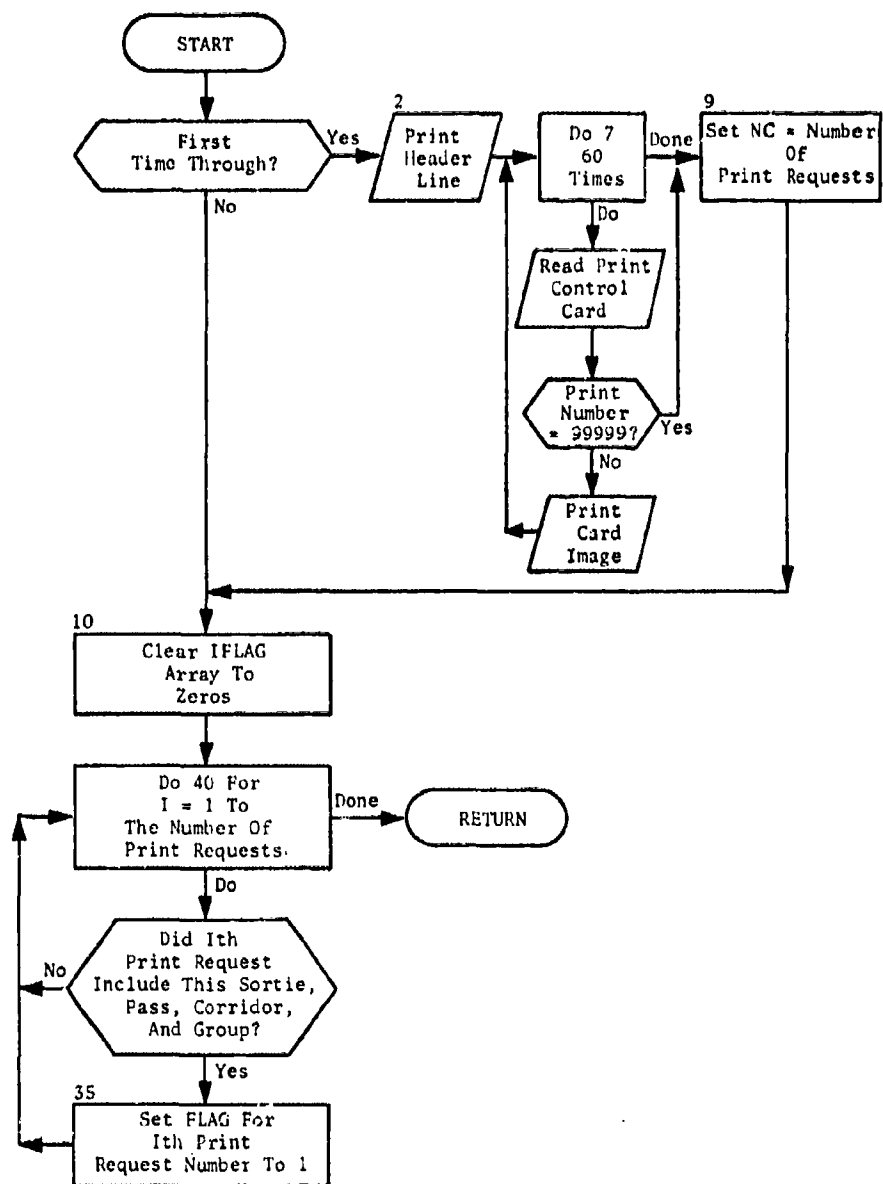 START
First
Time Through?
Yes
No
2
Print
Header
Line
Do 7
60
Times
Done
Do
9
Set NC = Number
Of
Print Requests
Read Print
Control
Card
Print
Number
= 99999?
Yes
No
Print
Card
Image
10
Clear IFLAG
Array To
Zeros
Do 40 For
I = 1 To
The Number Of
Print Requests.
Done
RETURN
Do
Did Ith
Print Request
Include This Sortie,
Pass, Corridor,
And Group?
No
Yes
35
Set FLAG For
Ith Print
Request Number To 1